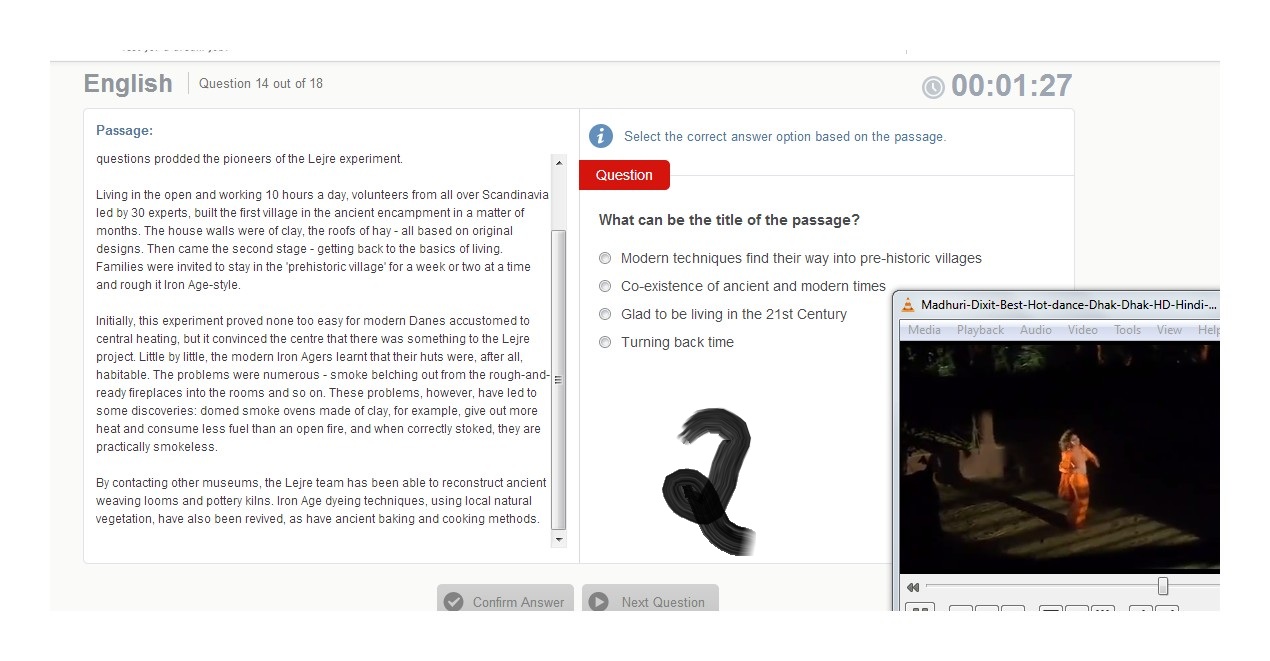 English
Question 14 out of 18
00:01:27
Passage:
questions prodded the pioneers of the Lejre experiment.
Living in the open and working 10 hours a day, volunteers from all over Scandinavia
led by 30 experts, built the first village in the ancient encampment in a matter of
months. The house walls were of clay, the roofs of hay - all based on original
designs. Then came the second stage - getting back to the basics of living.
Families were invited to stay in the 'prehistoric village' for a week or two at a time
and rough it Iron Age-style.
Initially, this experiment proved none too easy for modern Danes accustomed to
central heating, but it convinced the centre that there was something to the Lejre
project. Little by little, the modern Iron Agers learnt that their huts were, after all,
habitable. The problems were numerous - smoke belching out from the rough-and-
ready fireplaces into the rooms and so on. These problems, however, have led to
some discoveries: domed smoke ovens made of clay, for example, give out more
heat and consume less fuel than an open fire, and when correctly stoked, they are
practically smokeless.
By contacting other museums, the Lejre team has been able to reconstruct ancient
weaving looms and pottery kilns. Iron Age dyeing techniques, using local natural
vegetation, have also been revived, as have ancient baking and cooking methods.
Select the correct answer option based on the passage.
Question
What can be the title of the passage?
Modern techniques find their way into pre-historic villages
Co-existence of ancient and modern times
Glad to be living in the 21st Century
Turning back time
२
Madhuri-Dixit-Best-Hot-dance-Dhak-Dhak-HD-Hindi-...
Media Playback Audio Video Tools View Help
Confirm Answer
Next Question